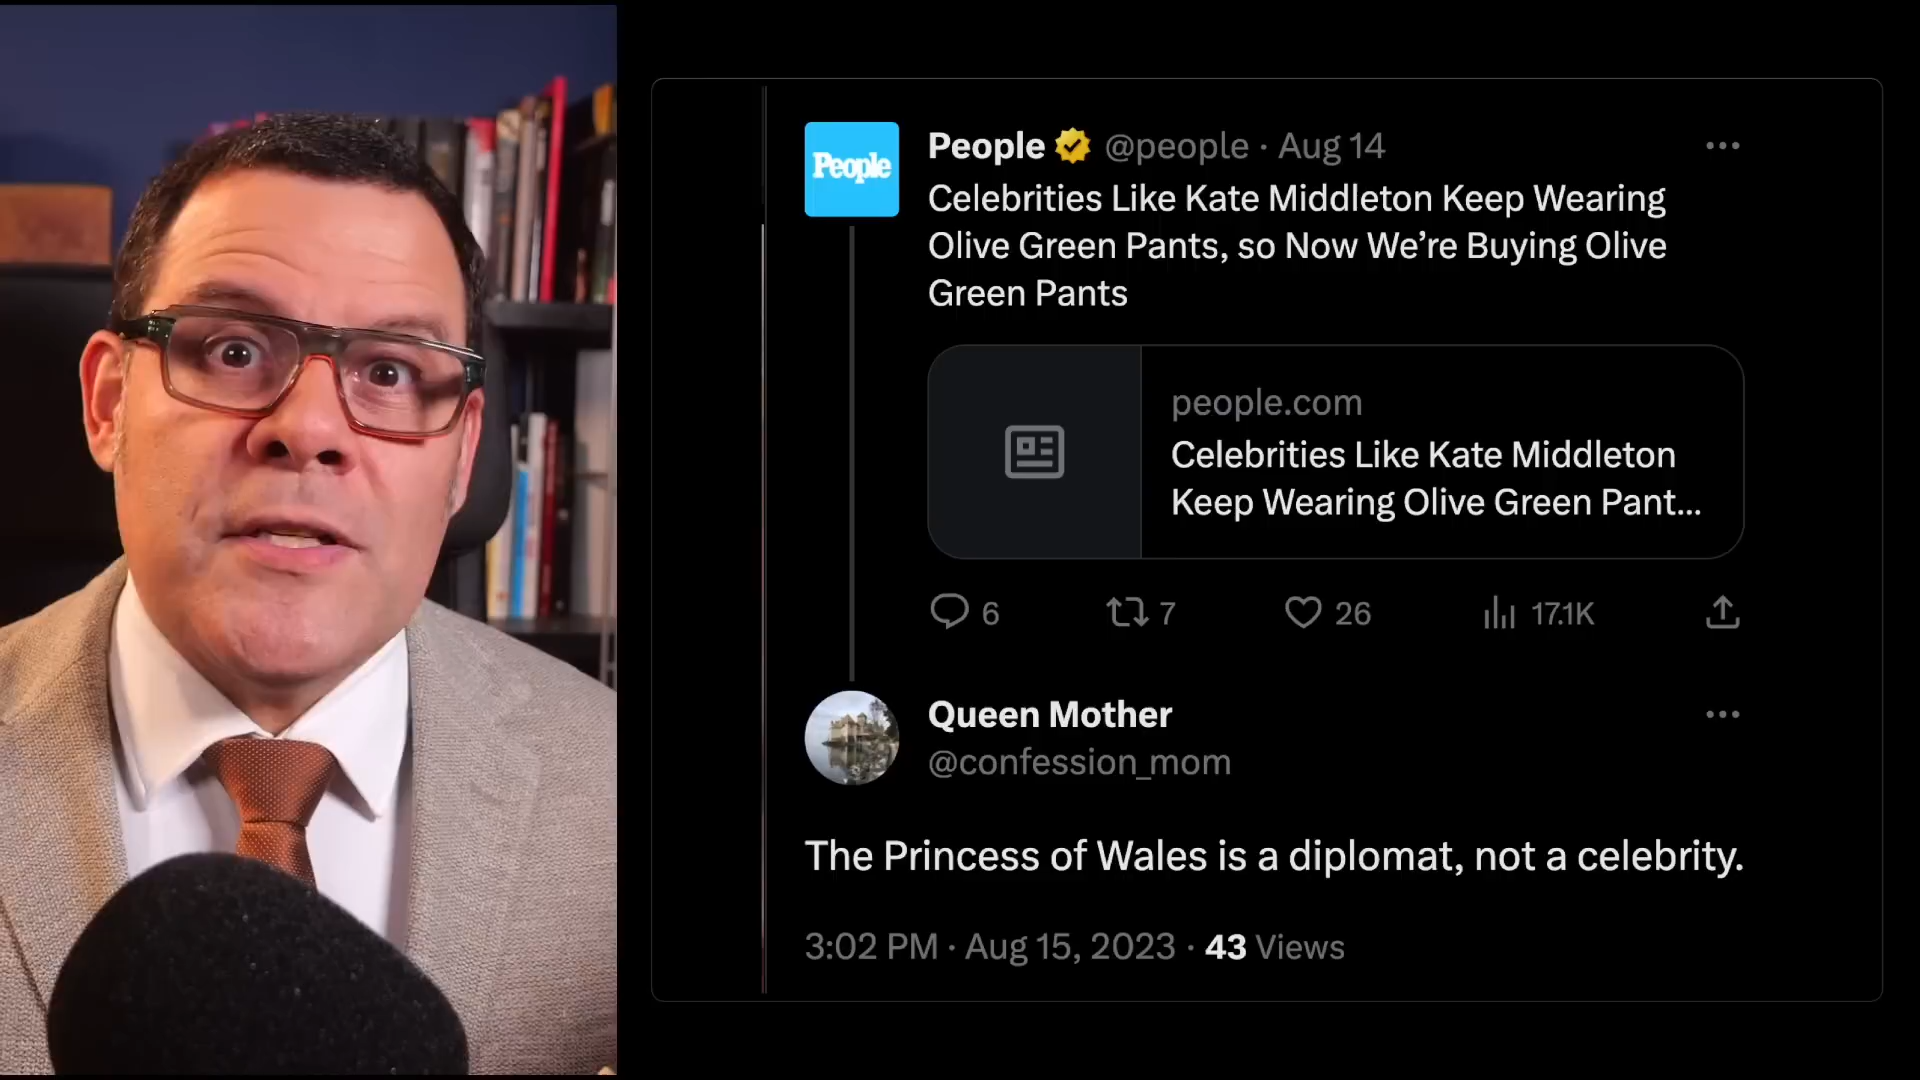 People
People @people · Aug 14
Celebrities Like Kate Middleton Keep Wearing
Olive Green Pants, so Now We’re Buying Olive
Green Pants
people.com
Celebrities Like Kate Middleton
Keep Wearing Olive Green Pant...
6 7 26 17.1K
Queen Mother
@confession_mom
The Princess of Wales is a diplomat, not a celebrity.
3:02 PM · Aug 15, 2023 · 43 Views